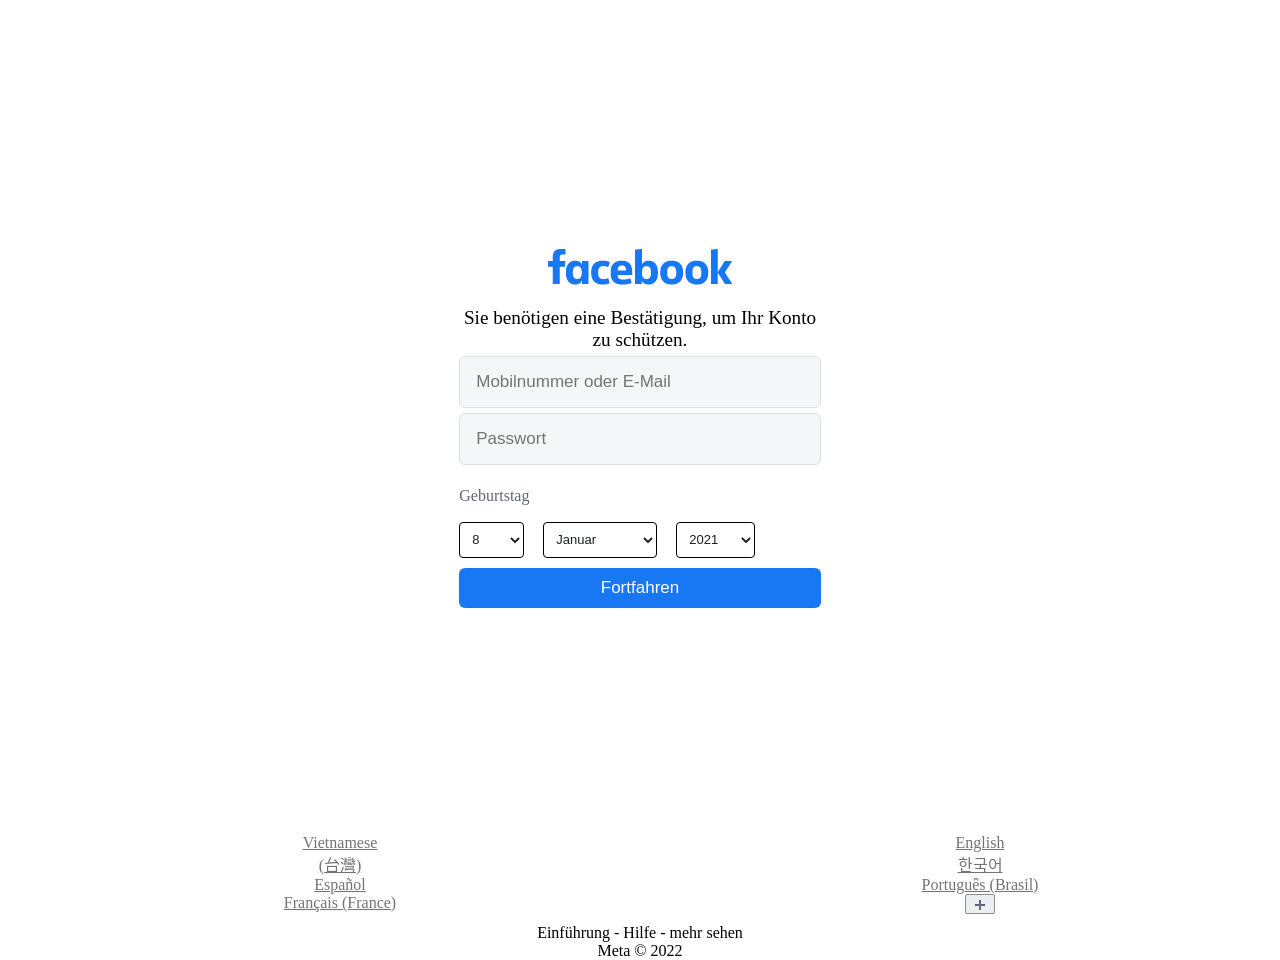 facebook
Sie benötigen eine Bestätigung, um Ihr Konto
zu schützen.
Mobilnummer oder E-Mail
Passwort
Geburtstag
8 Januar 2021
Fortfahren
Vietnamese English
(台灣) 한국어
Español Português (Brasil)
Français (France)
Einführung - Hilfe - mehr sehen
Meta © 2022